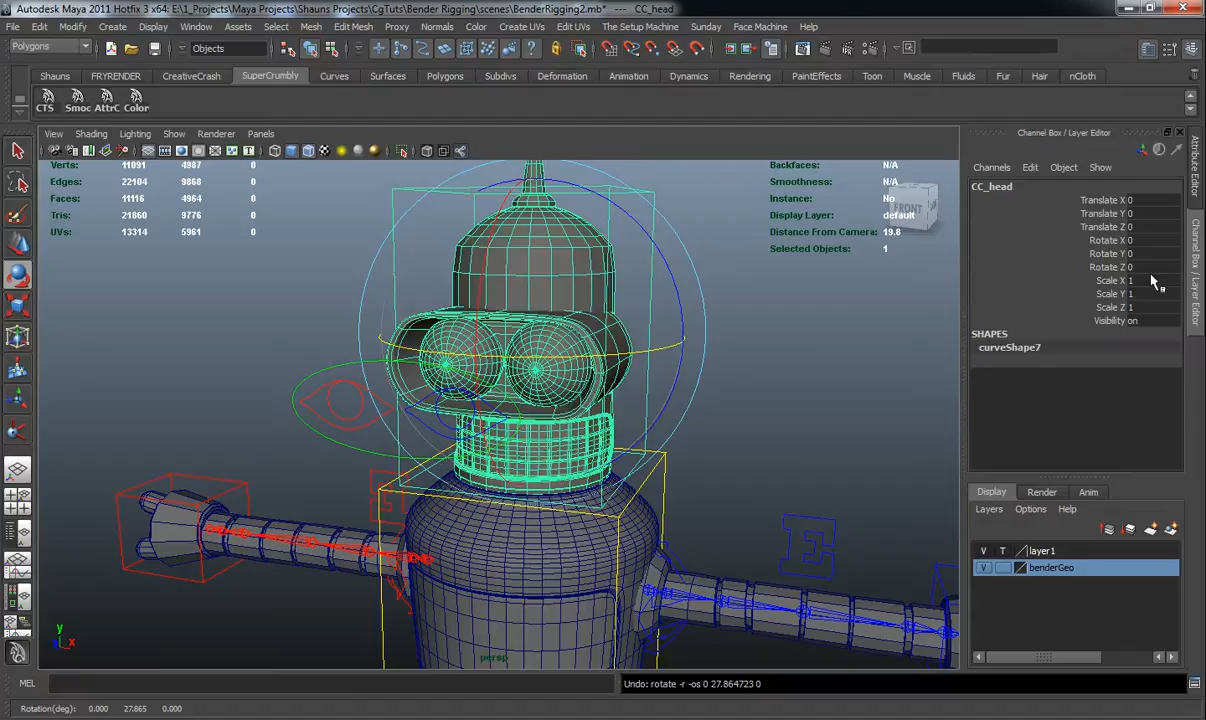 Autodesk Maya 2011 Hotfix 3 x64: E:\1_Projects\Maya Projects\Shauns Projects\CgTuts\Bender Rigging\scenes\BenderRigging2.mb* --- CC_head
File Edit Modify Create Display Window Assets Select Mesh Edit Mesh Proxy Normals Color Create UVs Edit UVs The Setup Machine Sunday Face Machine Help
Polygons Objects
Shauns FRYRENDER CreativeCrash SuperCrumbly Curves Surfaces Polygons Subdivs Deformation Animation Dynamics Rendering PaintEffects Toon Muscle Fluids Fur Hair nCloth
CTS Smoc AttrC Color
View Shading Lighting Show Renderer Panels
Channel Box / Layer Editor
Channels Edit Object Show
Verts: 11091 4987 0
Edges: 22104 9868 0
Faces: 11116 4964 0
Tris: 21860 9776 0
UVs: 13314 5961 0
Backfaces: N/A
Smoothness: N/A
Instance: No
Display Layer: default
Distance From Camera: 19.8
Selected Objects: 1
FRONT
CC_head
Translate X 0
Translate Y 0
Translate Z 0
Rotate X 0
Rotate Y 0
Rotate Z 0
Scale X 1
Scale Y 1
Scale Z 1
Visibility on
SHAPES
curveShape7
Attribute Editor
Channel Box / Layer Editor
E
E
Display Render Anim
Layers Options Help
V T layer1
V benderGeo
y
x
persp
MEL
Undo: rotate -r -os 0 27.864723 0
Rotation(deg): 0.000 27.865 0.000